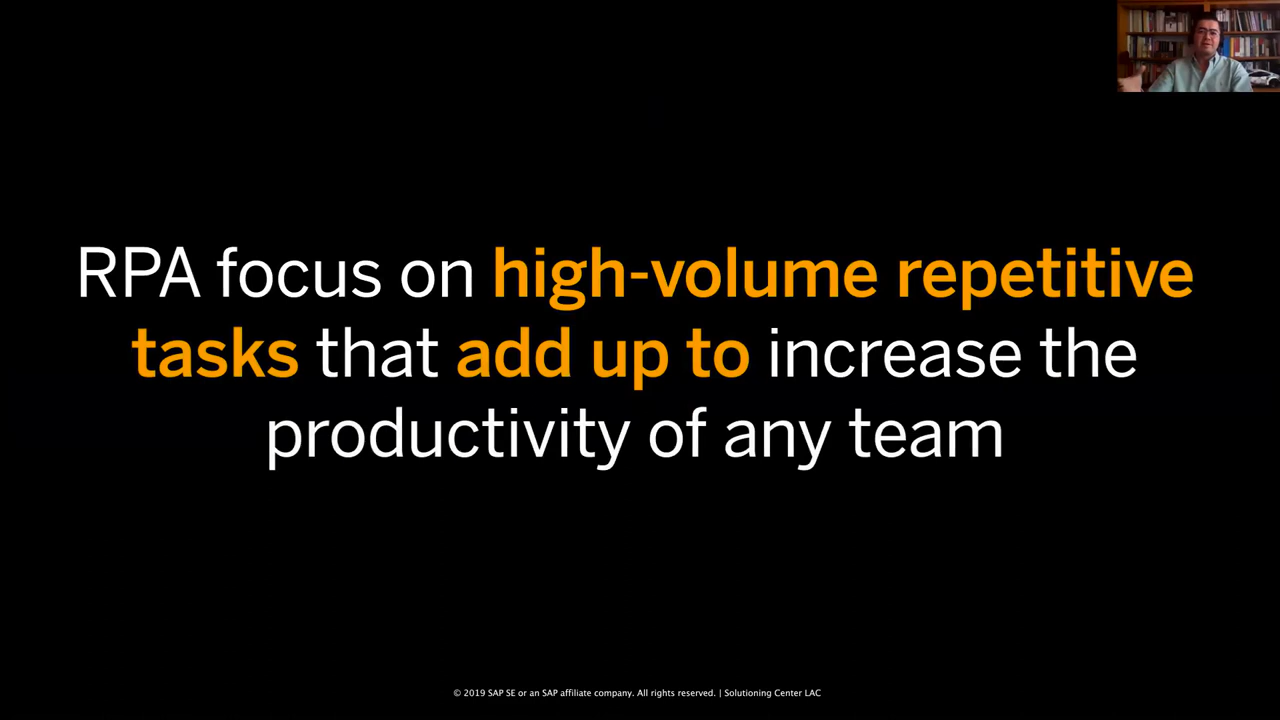 RPA focus on high-volume repetitive
tasks that add up to increase the
productivity of any team
© 2019 SAP SE or an SAP affiliate company. All rights reserved. | Solutioning Center LAC